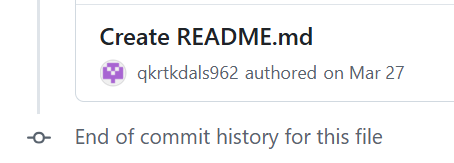 Create README.md
qkrtkdals962 authored on Mar 27
End of commit history for this file